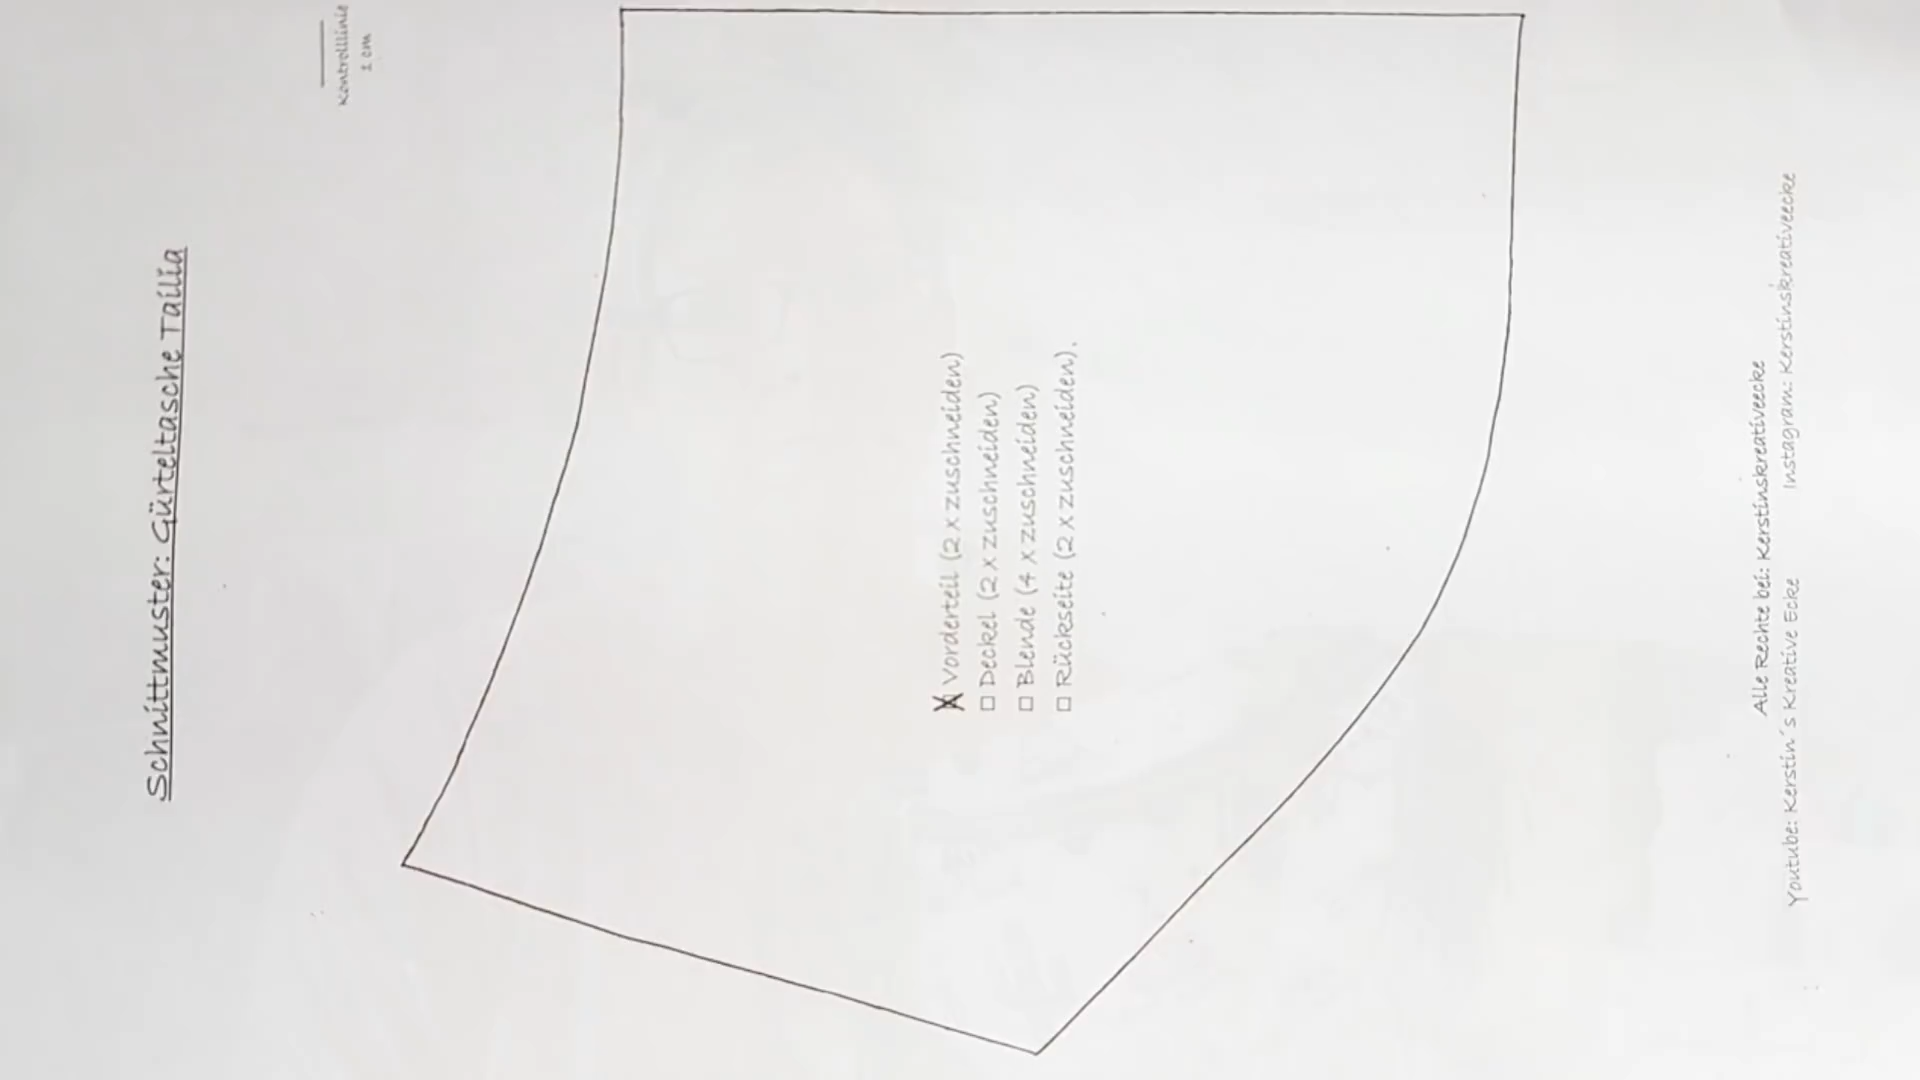 Schnittmuster: Gürteltasche Tailia
Kontrolllinie
1 cm
Vorderteil (2 x zuschneiden)
Deckel (2 x zuschneiden)
Blende (4 x zuschneiden)
Rückseite (2 x zuschneiden).
Alle Rechte bei: Kerstinskreativeecke
Youtube: Kerstin´s Kreative Ecke Instagram: Kerstinskreativeecke